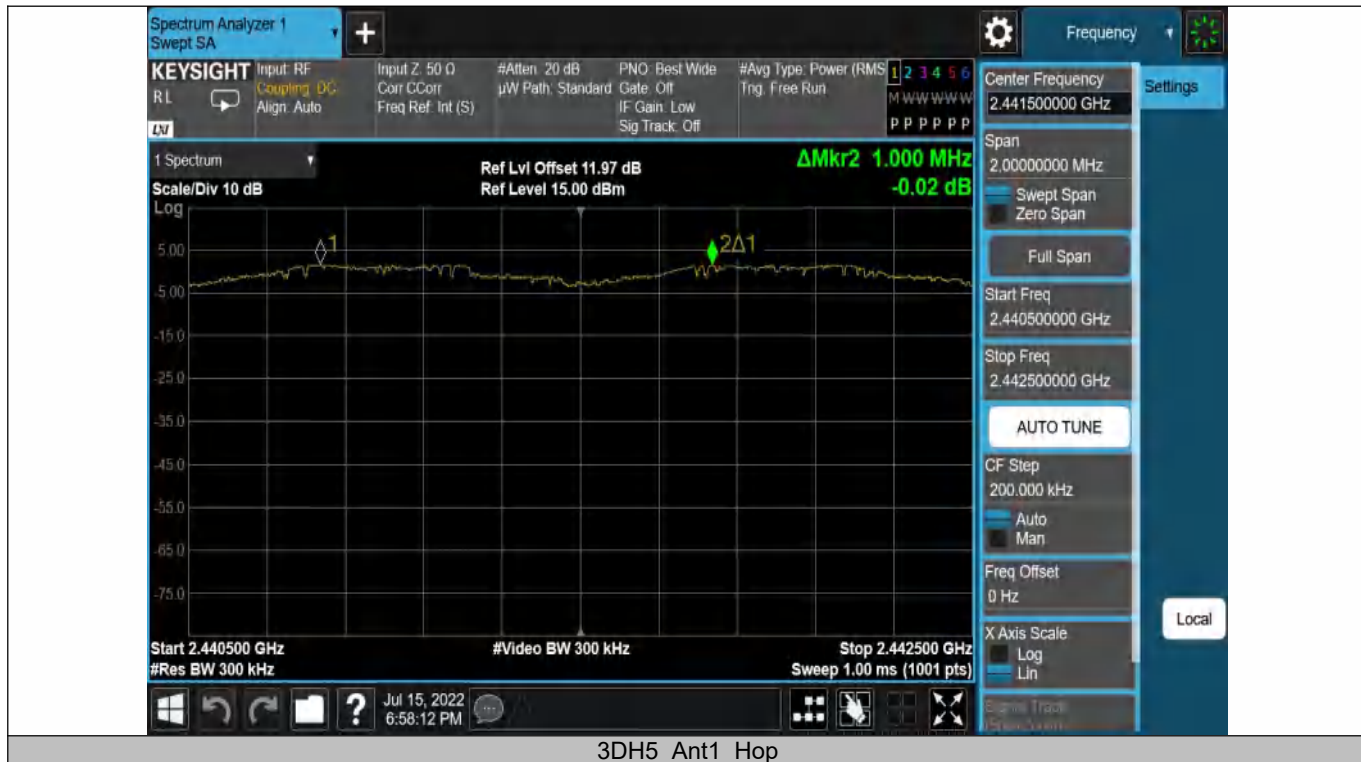 Spectrum Analyzer 1
Swept SA
Frequency
KEYSIGHT
RL
LXI
Input: RF
Coupling: DC
Align: Auto
Input Z: 50 Ω
Corr CCorr
Freq Ref: Int (S)
#Atten: 20 dB
µW Path: Standard
PNO: Best Wide
Gate: Off
IF Gain: Low
Sig Track: Off
#Avg Type: Power (RMS
Trig: Free Run
1 2 3 4 5 6
M W W W W W
P P P P P P
1 Spectrum
Scale/Div 10 dB
Log
Ref Lvl Offset 11.97 dB
Ref Level 15.00 dBm
ΔMkr2 1.000 MHz
-0.02 dB
1
2Δ1
5.00
-5.00
-15.0
-25.0
-35.0
-45.0
-55.0
-65.0
-75.0
Start 2.440500 GHz
#Res BW 300 kHz
#Video BW 300 kHz
Stop 2.442500 GHz
Sweep 1.00 ms (1001 pts)
Center Frequency
2.441500000 GHz
Settings
Span
2.00000000 MHz
Swept Span
Zero Span
Full Span
Start Freq
2.440500000 GHz
Stop Freq
2.442500000 GHz
AUTO TUNE
CF Step
200.000 kHz
Auto
Man
Freq Offset
0 Hz
X Axis Scale
Log
Lin
Signal Track
Local
?
Jul 15, 2022
6:58:12 PM
3DH5_Ant1_Hop